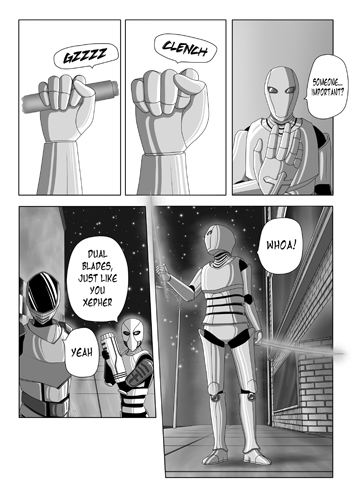 GZZZZ
CLENCH
SOMEONE...
IMPORTANT?
DUAL
BLADES,
JUST LIKE
YOU
XEPHER
YEAH
WHOA!